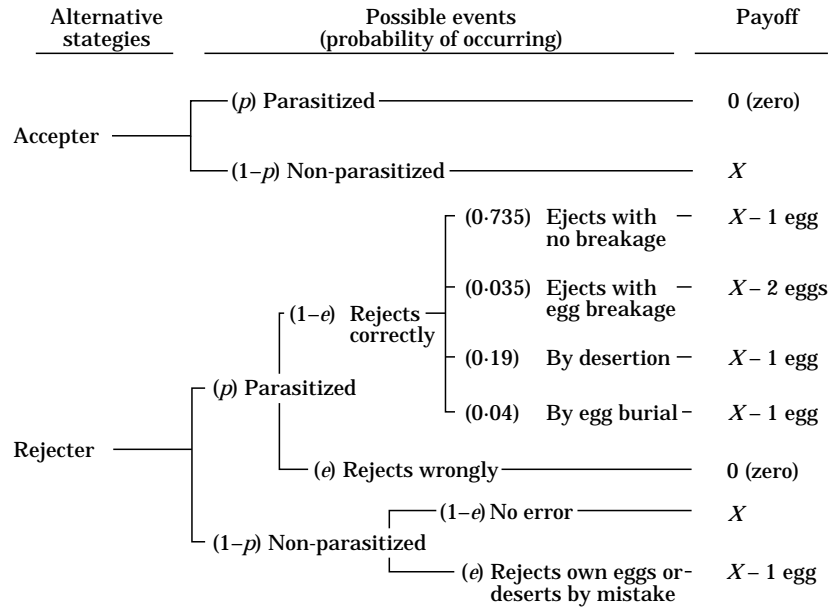 Alternative stategies
Possible events (probability of occurring)
Payoff
Accepter
(p) Parasitized
0 (zero)
(1–p) Non-parasitized
X
Rejecter
(p) Parasitized
(1–e) Rejects correctly
(0·735) Ejects with no breakage
X – 1 egg
(0·035) Ejects with egg breakage
X – 2 eggs
(0·19) By desertion
X – 1 egg
(0·04) By egg burial
X – 1 egg
(e) Rejects wrongly
0 (zero)
(1–p) Non-parasitized
(1–e) No error
X
(e) Rejects own eggs or deserts by mistake
X – 1 egg